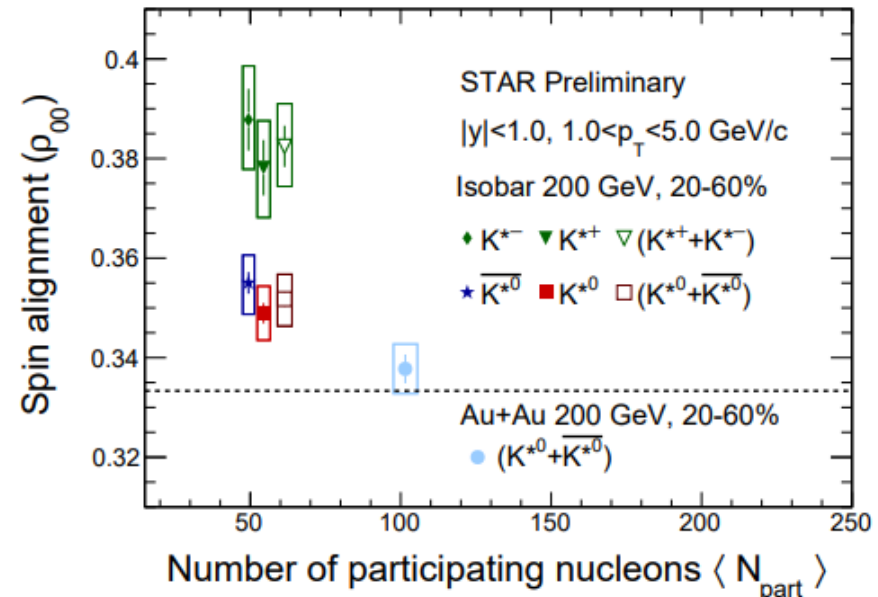 STAR Preliminary
|y|<1.0, 1.0<p_T<5.0 GeV/c
Isobar 200 GeV, 20-60%
♦ K*⁻ ▼ K*⁺ ▽ (K*⁺+K*⁻)
★ K̅*̅⁰̅ ■ K*⁰ □ (K*⁰+K̅*̅⁰̅)
Au+Au 200 GeV, 20-60%
● (K*⁰+K̅*̅⁰̅)
Spin alignment (ρ₀₀)
0.4
0.38
0.36
0.34
0.32
50 100 150 200 250
Number of participating nucleons ⟨ N_part ⟩